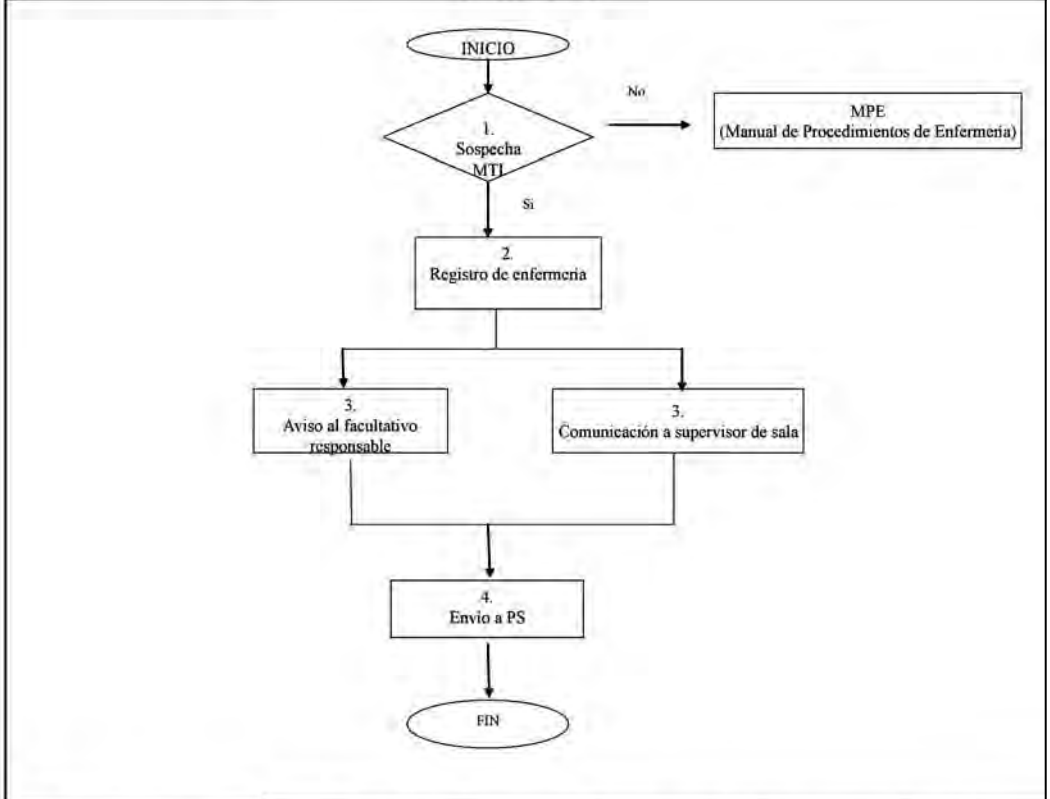 INICIO
No
MPE
(Manual de Procedimientos de Enfermeria)
1.
Sospecha
MTI
Si
2.
Registro de enfermeria
3.
Aviso al facultativo
responsable
3.
Comunicación a supervisor de sala
4.
Envio a PS
FIN